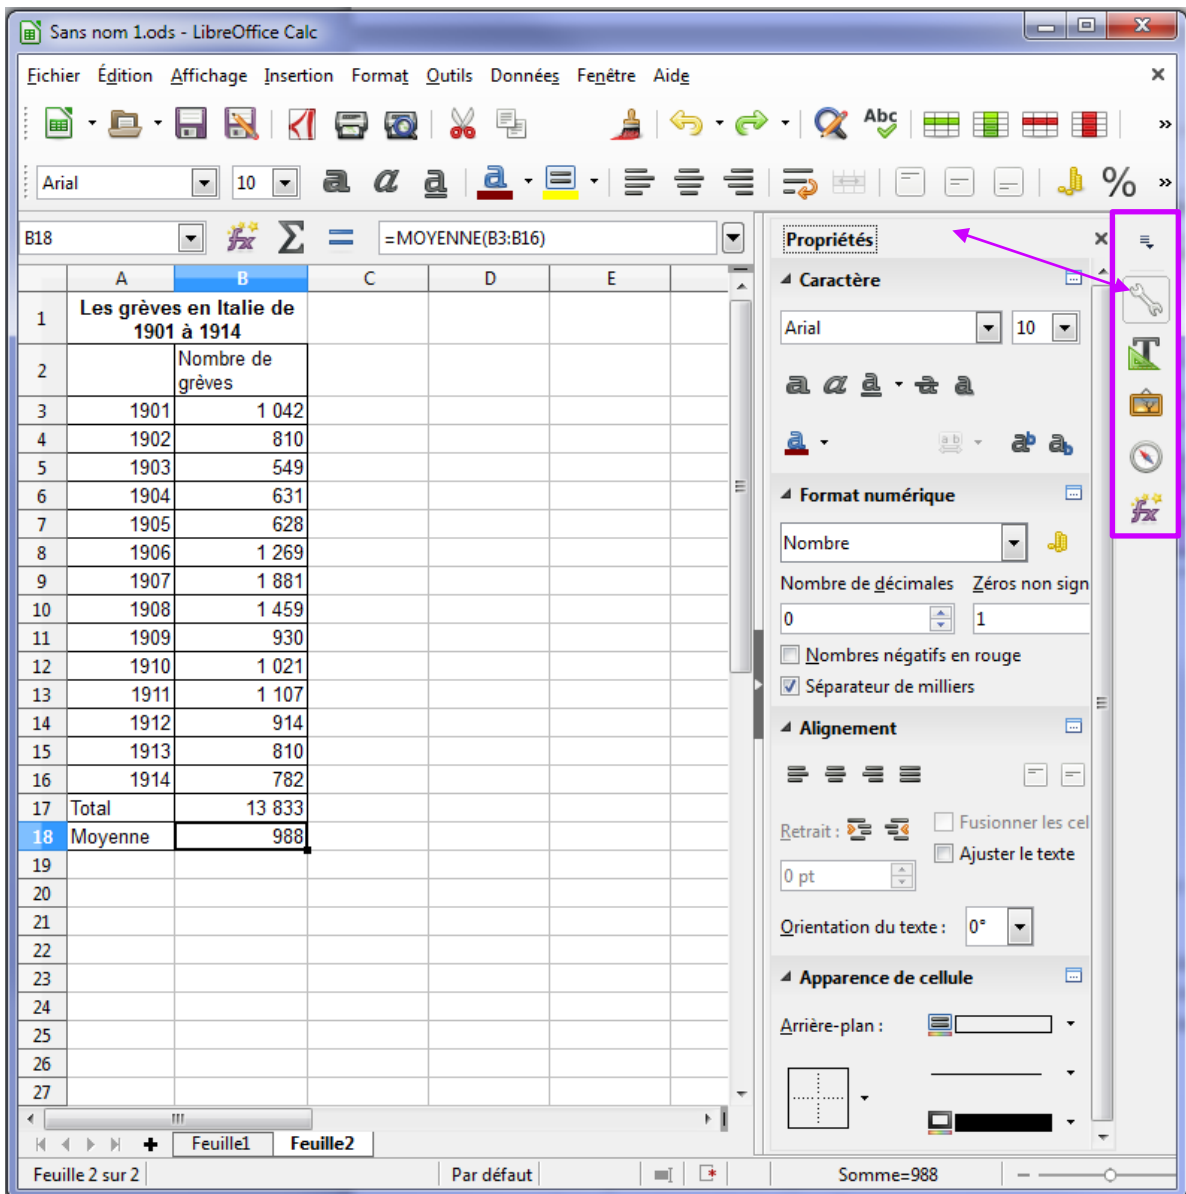 Sans nom 1.ods - LibreOffice Calc
Fichier Édition Affichage Insertion Format Outils Données Fenêtre Aide
Abc
Arial 10 a a a a %
B18 fx Σ = =MOYENNE(B3:B16)
A B C D E
1 Les grèves en Italie de
1901 à 1914
2 Nombre de
grèves
3 1901 1 042
4 1902 810
5 1903 549
6 1904 631
7 1905 628
8 1906 1 269
9 1907 1 881
10 1908 1 459
11 1909 930
12 1910 1 021
13 1911 1 107
14 1912 914
15 1913 810
16 1914 782
17 Total 13 833
18 Moyenne 988
19
20
21
22
23
24
25
26
27
Feuille1 Feuille2
Feuille 2 sur 2 Par défaut Somme=988
Propriétés
Caractère
Arial 10
a a a a a
a a b ab ab
Format numérique
Nombre
Nombre de décimales Zéros non sign
0 1
Nombres négatifs en rouge
Séparateur de milliers
Alignement
Retrait : Fusionner les cel
Ajuster le texte
0 pt
Orientation du texte : 0°
Apparence de cellule
Arrière-plan :
T
fx